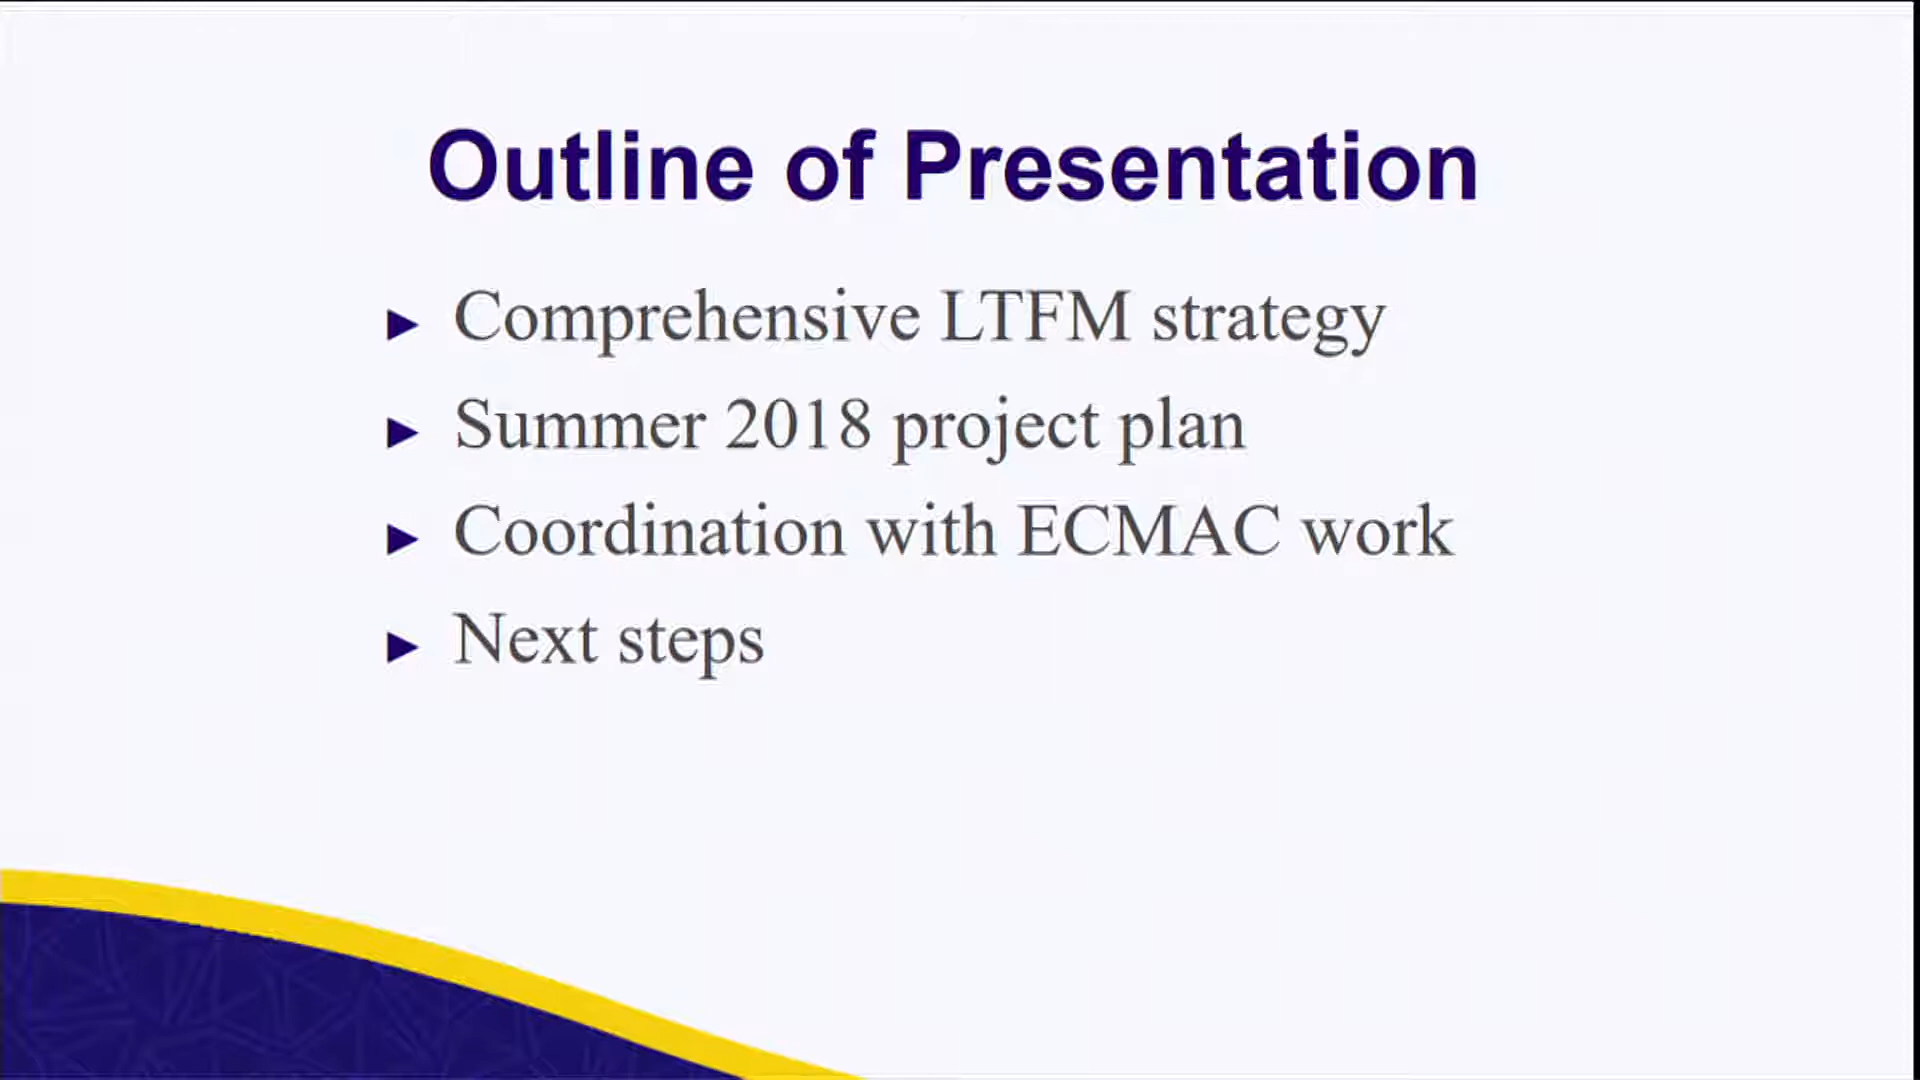 Outline of Presentation
► Comprehensive LTFM strategy
► Summer 2018 project plan
► Coordination with ECMAC work
► Next steps